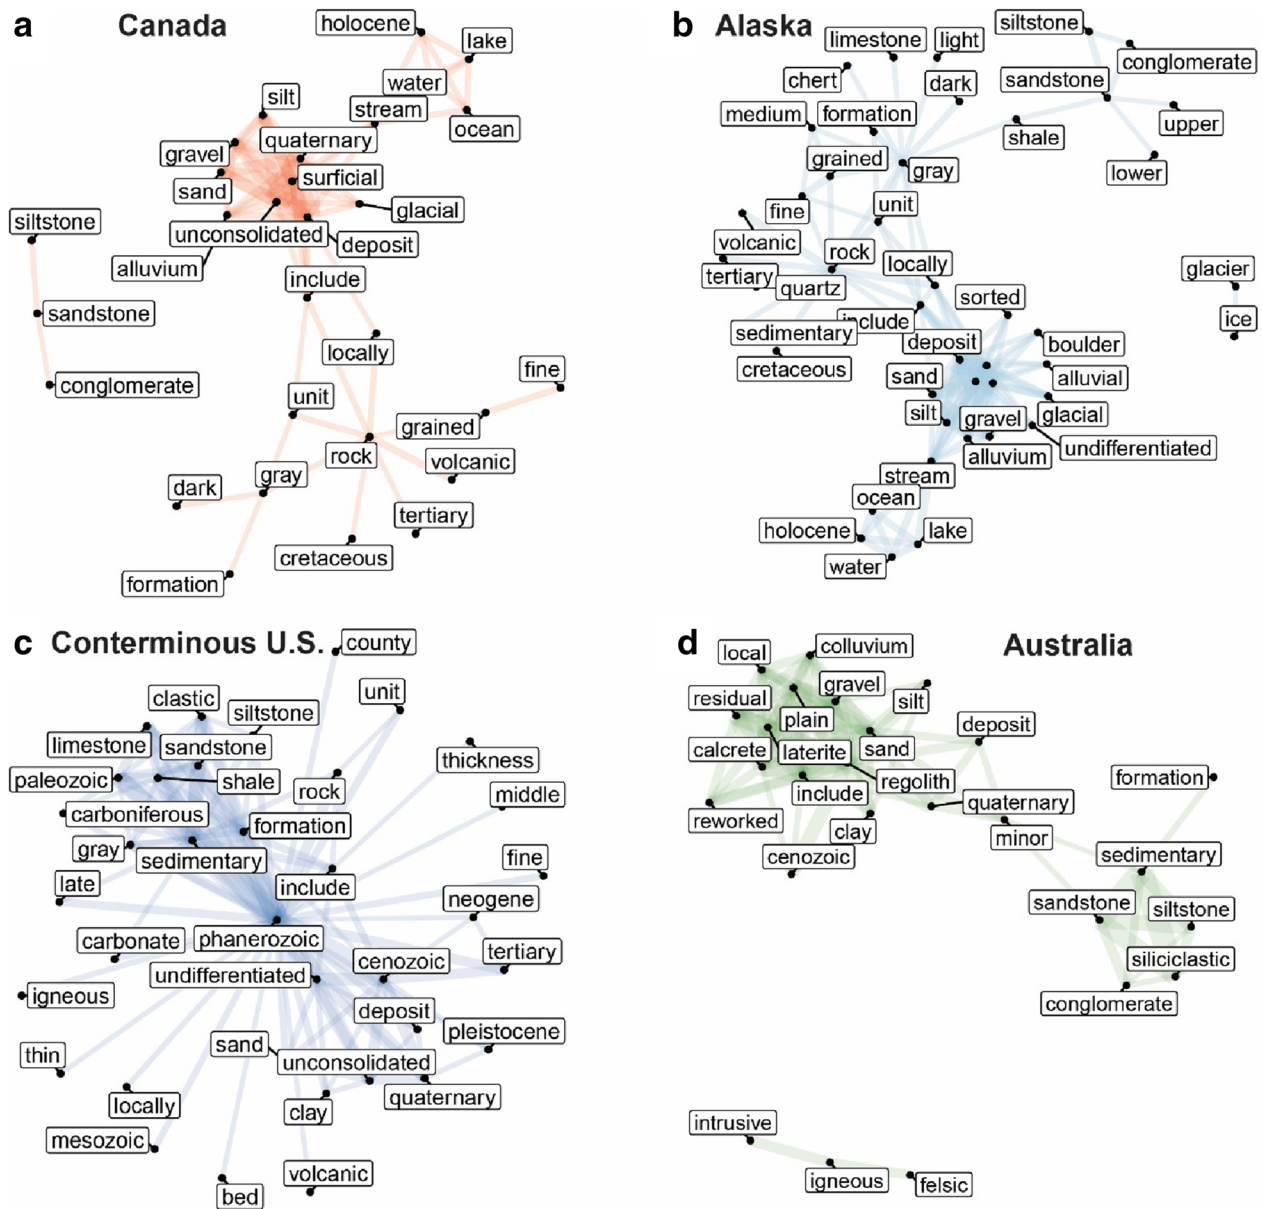 a
Canada
holocene
lake
water
silt
stream
quaternary
ocean
gravel
surficial
sand
glacial
siltstone
unconsolidated
deposit
alluvium
include
sandstone
locally
fine
conglomerate
unit
grained
rock
volcanic
gray
dark
tertiary
cretaceous
formation
b
Alaska
siltstone
limestone
light
conglomerate
chert
dark
sandstone
medium
formation
upper
shale
grained
gray
lower
fine
unit
volcanic
rock
locally
glacier
tertiary
quartz
sorted
ice
include
sedimentary
deposit
boulder
cretaceous
sand
alluvial
silt
gravel
glacial
undifferentiated
alluvium
stream
ocean
holocene
lake
water
c
Conterminous U.S.
county
clastic
unit
siltstone
limestone
sandstone
thickness
paleozoic
shale
rock
middle
carboniferous
formation
gray
sedimentary
fine
late
include
neogene
carbonate
phanerozoic
tertiary
undifferentiated
cenozoic
igneous
deposit
pleistocene
thin
sand
unconsolidated
locally
clay
quaternary
mesozoic
volcanic
bed
d
Australia
local
colluvium
residual
gravel
silt
plain
deposit
calcrete
laterite
sand
formation
include
regolith
reworked
quaternary
clay
minor
cenozoic
sedimentary
sandstone
siltstone
siliciclastic
conglomerate
intrusive
igneous
felsic